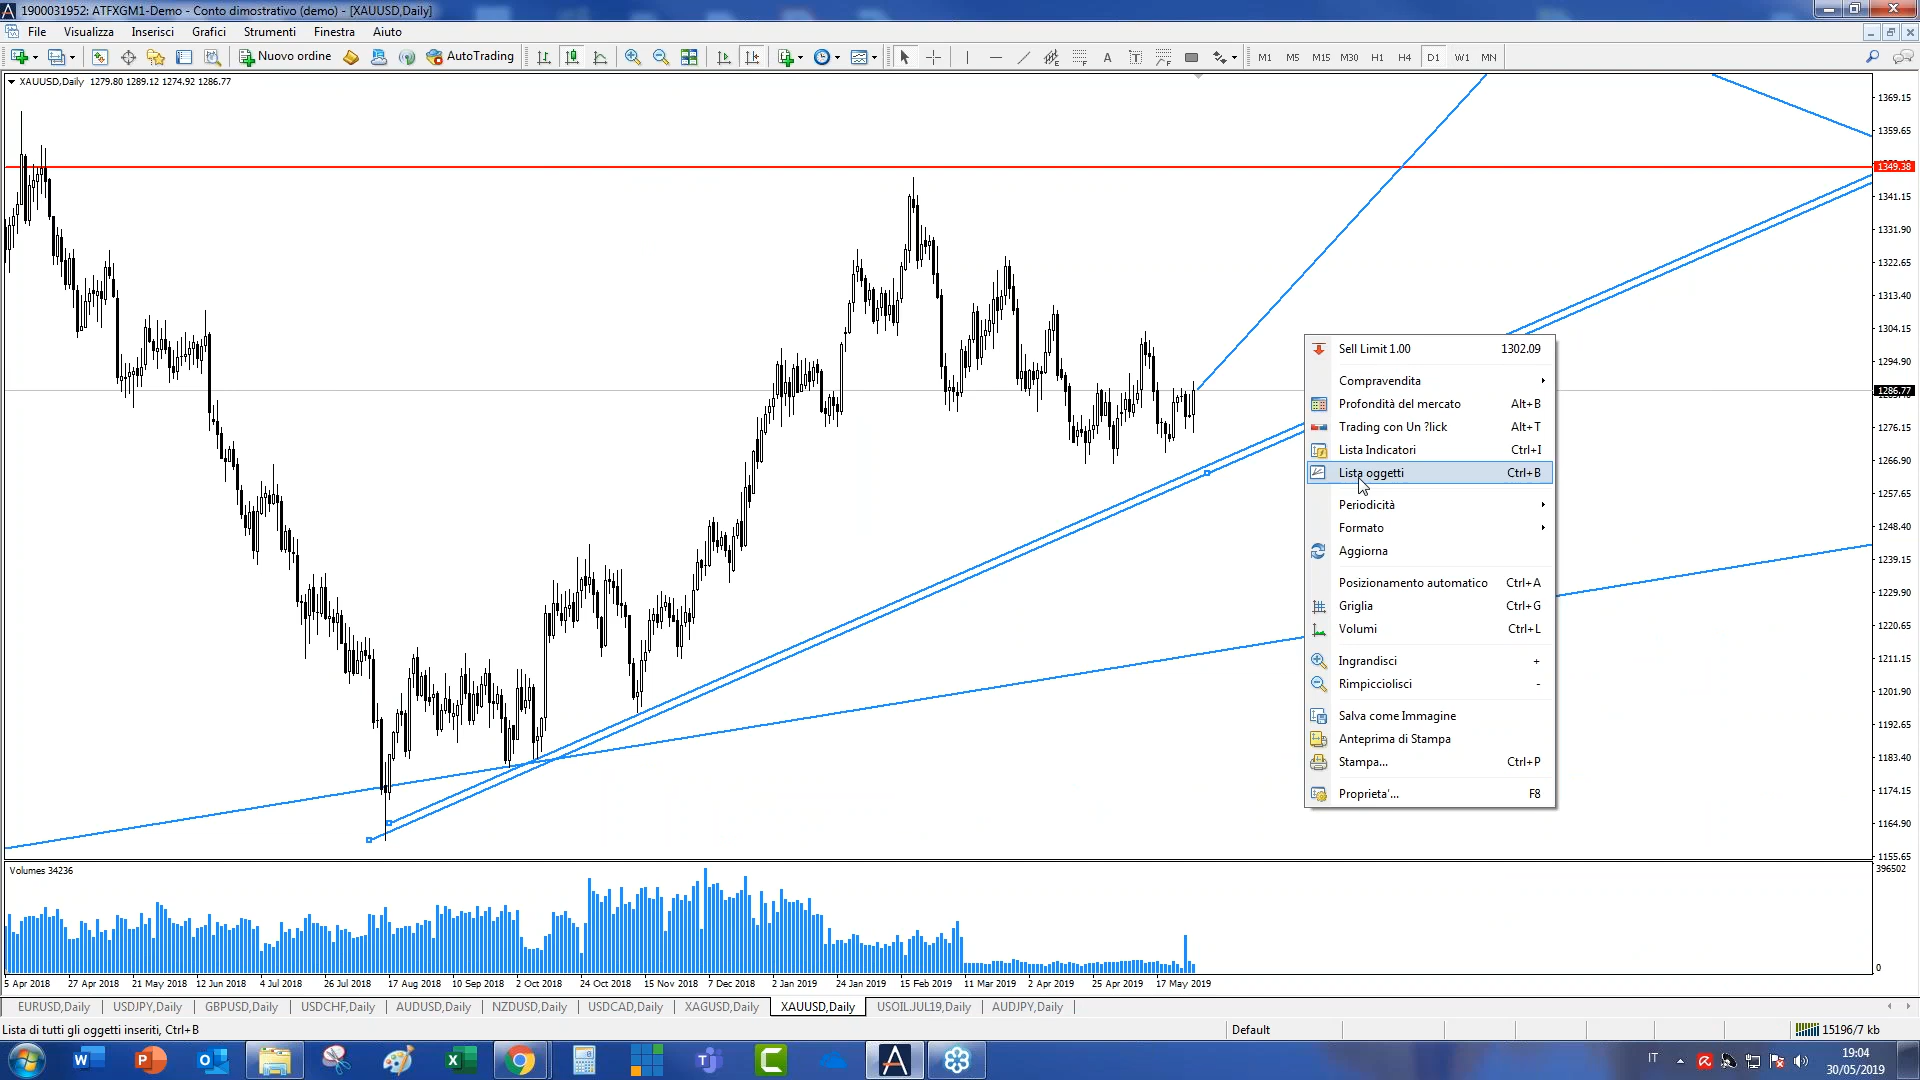 1900031952: ATFXGM1-Demo - Conto dimostrativo (demo) - [XAUUSD,Daily]
File Visualizza Inserisci Grafici Strumenti Finestra Aiuto
Nuovo ordine AutoTrading A T M1 M5 M15 M30 H1 H4 D1 W1 MN
XAUUSD,Daily 1279.80 1289.12 1274.92 1286.77
1369.15
1359.65
1349.38
1341.15
1331.90
1322.65
1313.40
1304.15
1294.90
1286.77
1276.15
1266.90
1257.65
1248.40
1239.15
1229.90
1220.65
1211.15
1201.90
1192.65
1183.40
1174.15
1164.90
1155.65
Sell Limit 1.00 1302.09
Compravendita
Profondità del mercato Alt+B
Trading con Un ?lick Alt+T
Lista Indicatori Ctrl+I
Lista oggetti Ctrl+B
Periodicità
Formato
Aggiorna
Posizionamento automatico Ctrl+A
Griglia Ctrl+G
Volumi Ctrl+L
Ingrandisci +
Rimpicciolisci -
Salva come Immagine
Anteprima di Stampa
Stampa... Ctrl+P
Proprieta'... F8
Volumes 34236
396502
0
5 Apr 2018 27 Apr 2018 21 May 2018 12 Jun 2018 4 Jul 2018 26 Jul 2018 17 Aug 2018 10 Sep 2018 2 Oct 2018 24 Oct 2018 15 Nov 2018 7 Dec 2018 2 Jan 2019 24 Jan 2019 15 Feb 2019 11 Mar 2019 2 Apr 2019 25 Apr 2019 17 May 2019
EURUSD,Daily USDJPY,Daily GBPUSD,Daily USDCHF,Daily AUDUSD,Daily NZDUSD,Daily USDCAD,Daily XAGUSD,Daily XAUUSD,Daily USOIL.JUL19,Daily AUDJPY,Daily
Lista di tutti gli oggetti inseriti, Ctrl+B Default 15196/7 kb
IT 19:04
30/05/2019